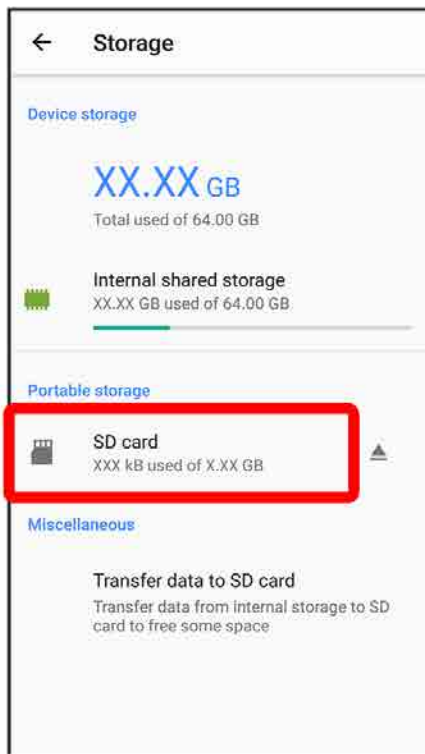 Storage
Device storage
XX.XX GB
Total used of 64.00 GB
Internal shared storage
XX.XX GB used of 64.00 GB
Portable storage
SD card
XXX kB used of X.XX GB
Miscellaneous
Transfer data to SD card
Transfer data from internal storage to SD
card to free some space